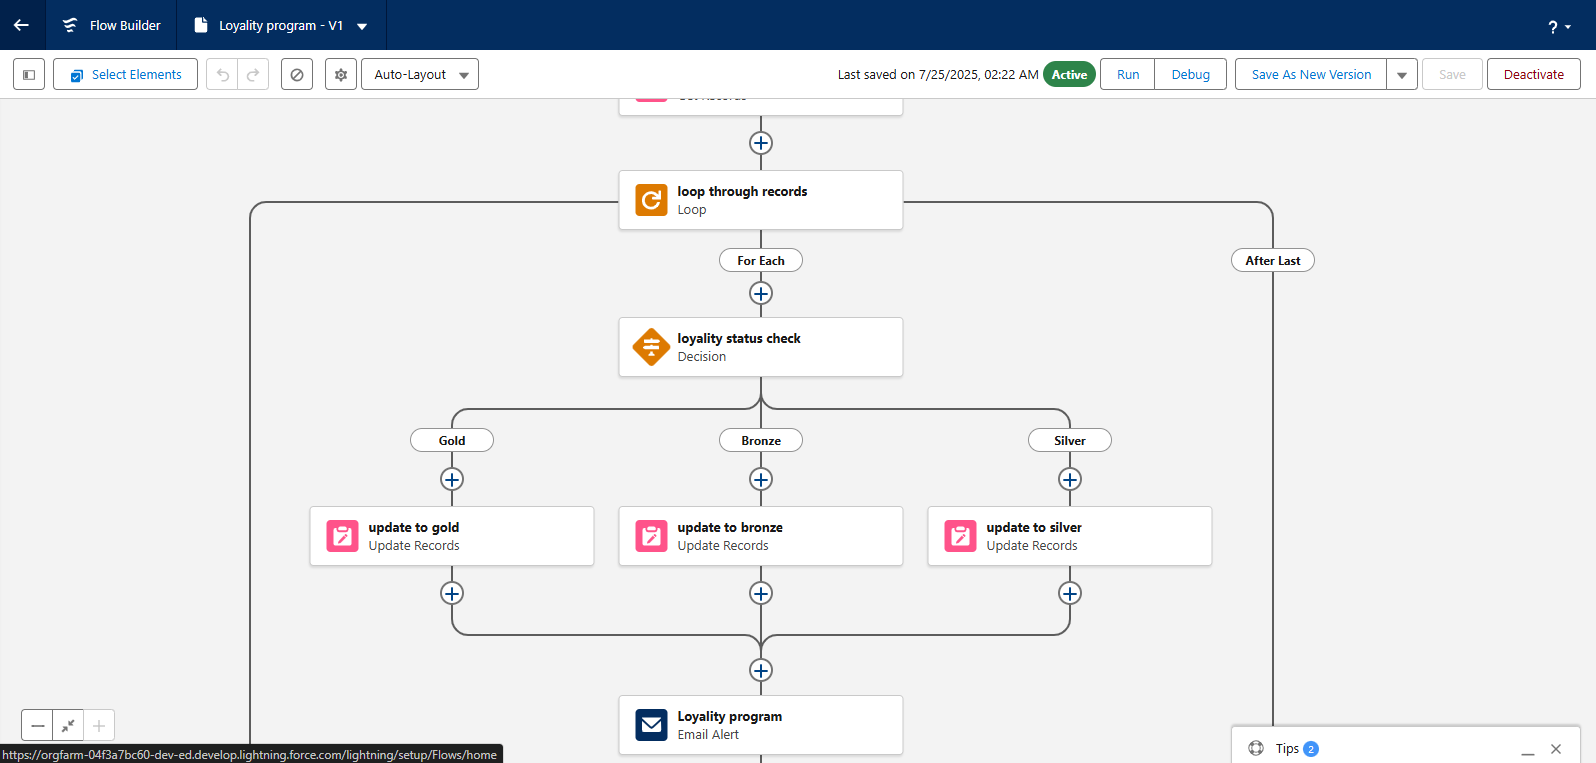 Flow Builder
Loyality program - V1
?
Select Elements
Auto-Layout
Last saved on 7/25/2025, 02:22 AM
Active
Run
Debug
Save As New Version
Save
Deactivate
loop through records
Loop
For Each
After Last
loyality status check
Decision
Gold
Bronze
Silver
update to gold
Update Records
update to bronze
Update Records
update to silver
Update Records
Loyality program
Email Alert
Tips 2
https://orgfarm-04f3a7bc60-dev-ed.develop.lightning.force.com/lightning/setup/Flows/home